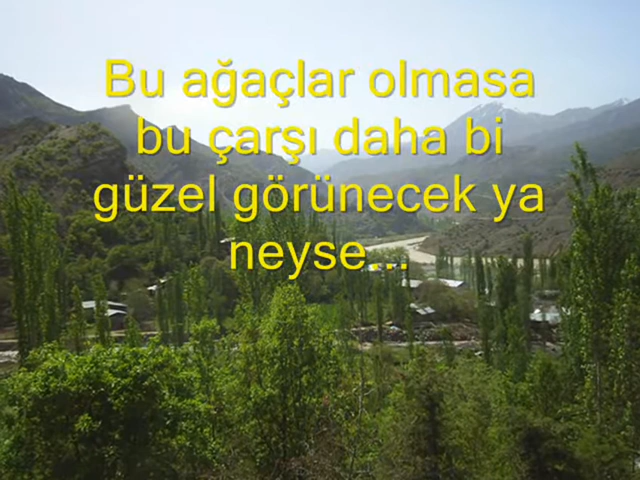 Bu ağaçlar olmasa
bu çarşı daha bi
güzel görünecek ya
neyse...